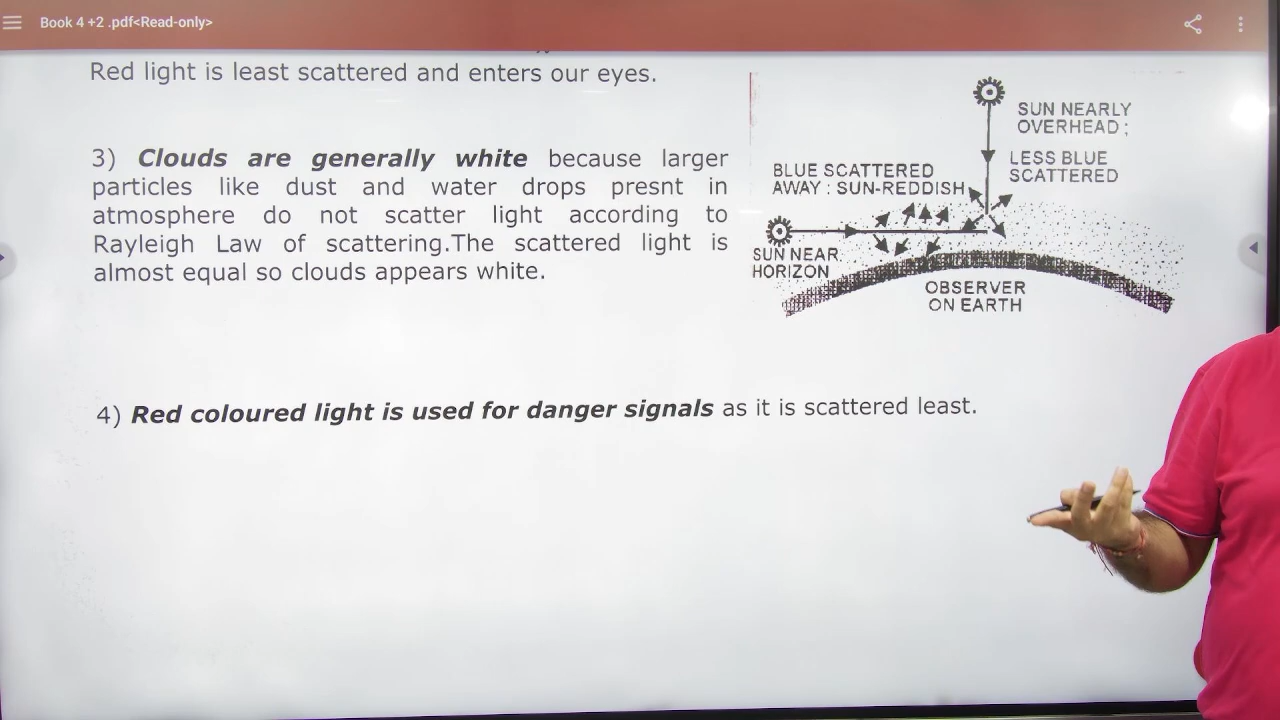 Book 4 +2 .pdf<Read-only>
Red light is least scattered and enters our eyes.
3) Clouds are generally white because larger
particles like dust and water drops presnt in
atmosphere do not scatter light according to
Rayleigh Law of scattering.The scattered light is
almost equal so clouds appears white.
SUN NEARLY
OVERHEAD ;
LESS BLUE
SCATTERED
BLUE SCATTERED
AWAY : SUN-REDDISH
SUN NEAR
HORIZON
OBSERVER
ON EARTH
4) Red coloured light is used for danger signals as it is scattered least.